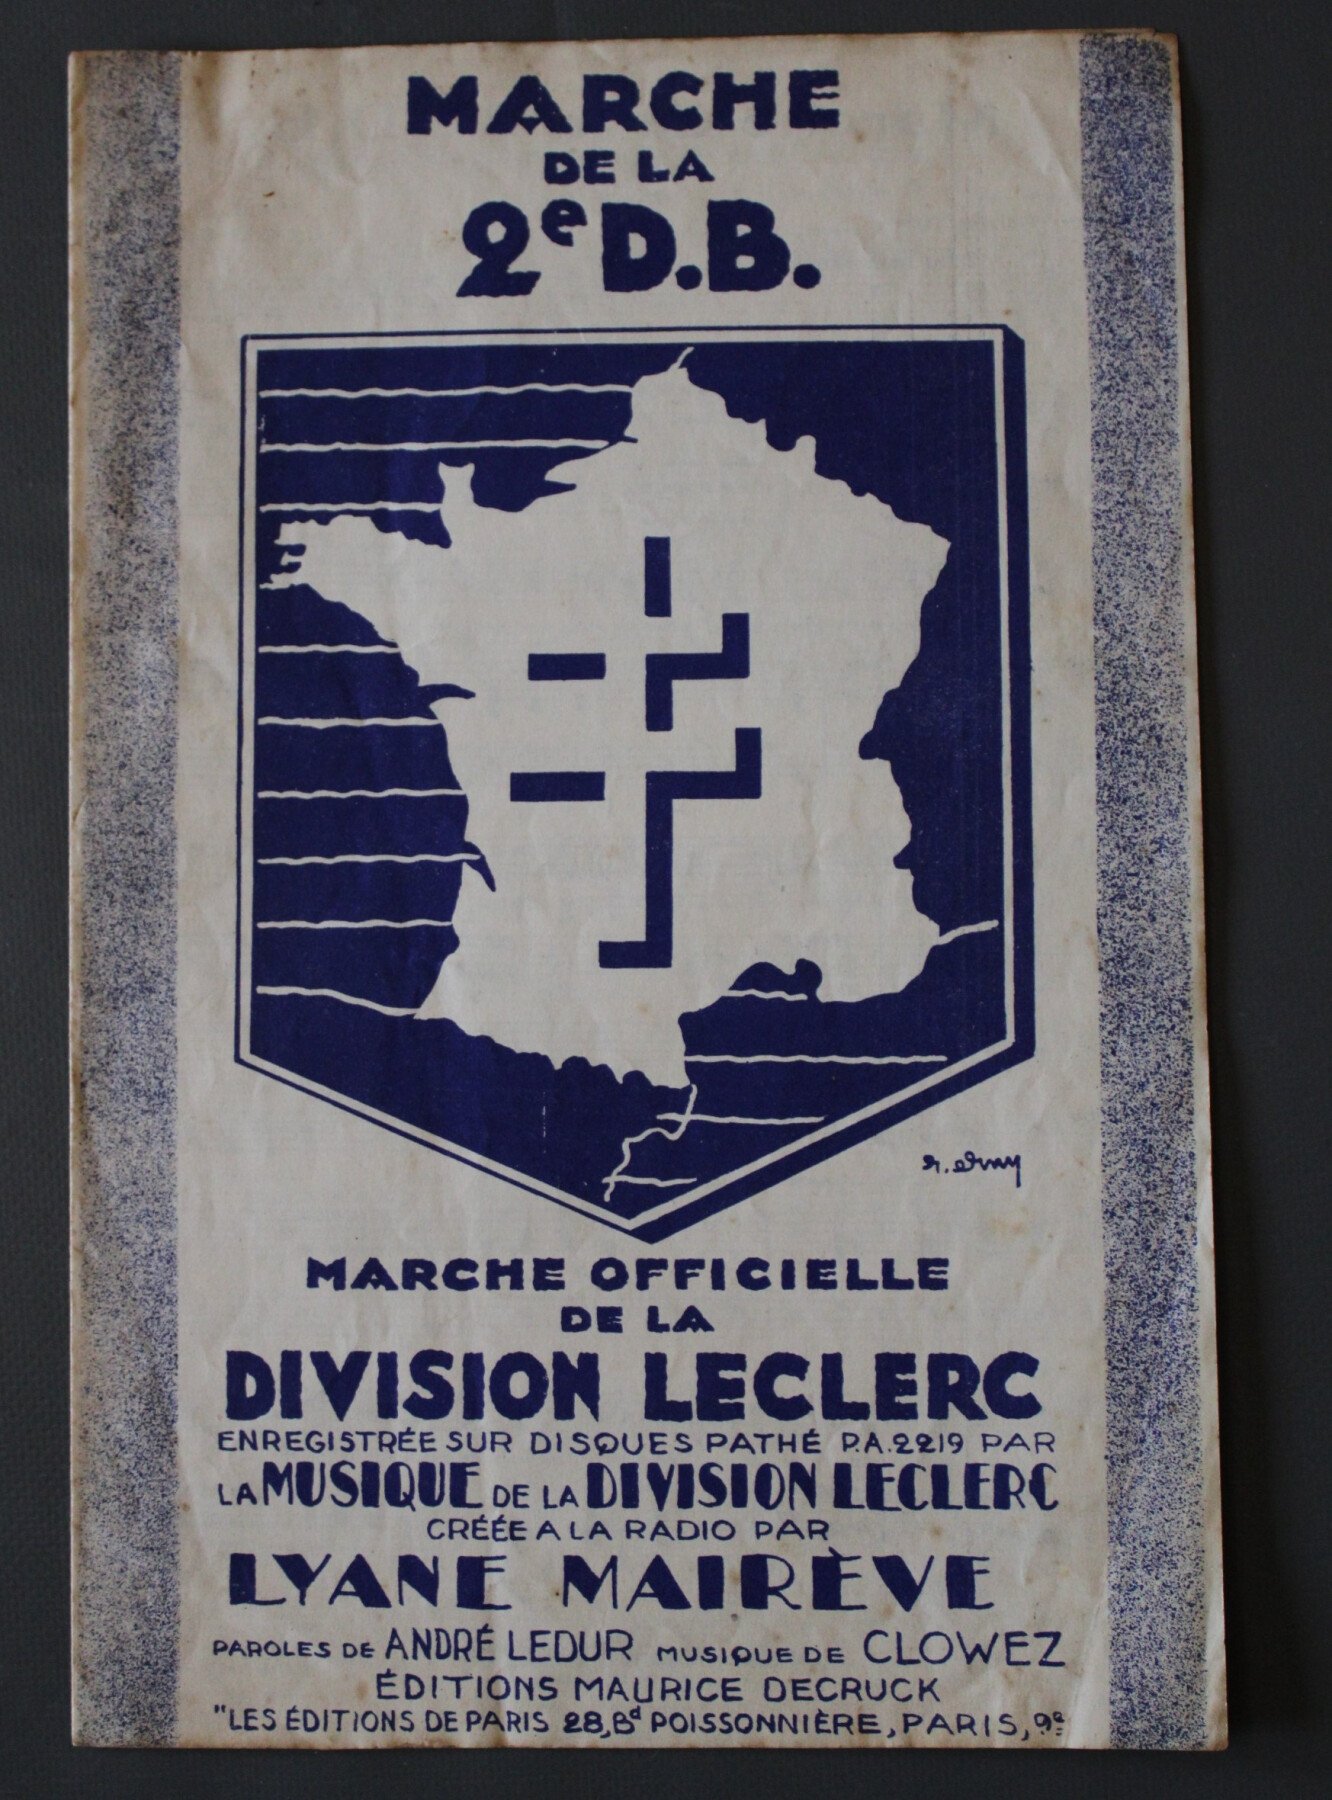 MARCHE
DE LA
2e D.B.
MARCHE OFFICIELLE
DE LA
DIVISION LECLERC
ENREGISTRÉE SUR DISQUES PATHÉ P.A.2219 PAR
LA MUSIQUE DE LA DIVISION LECLERC
CRÉÉE A LA RADIO PAR
LYANE MAIRÈVE
PAROLES DE ANDRÉ LEDUR MUSIQUE DE CLOWEZ
ÉDITIONS MAURICE DECRUCK
"LES ÉDITIONS DE PARIS 28, Bd POISSONNIÈRE, PARIS, 9e